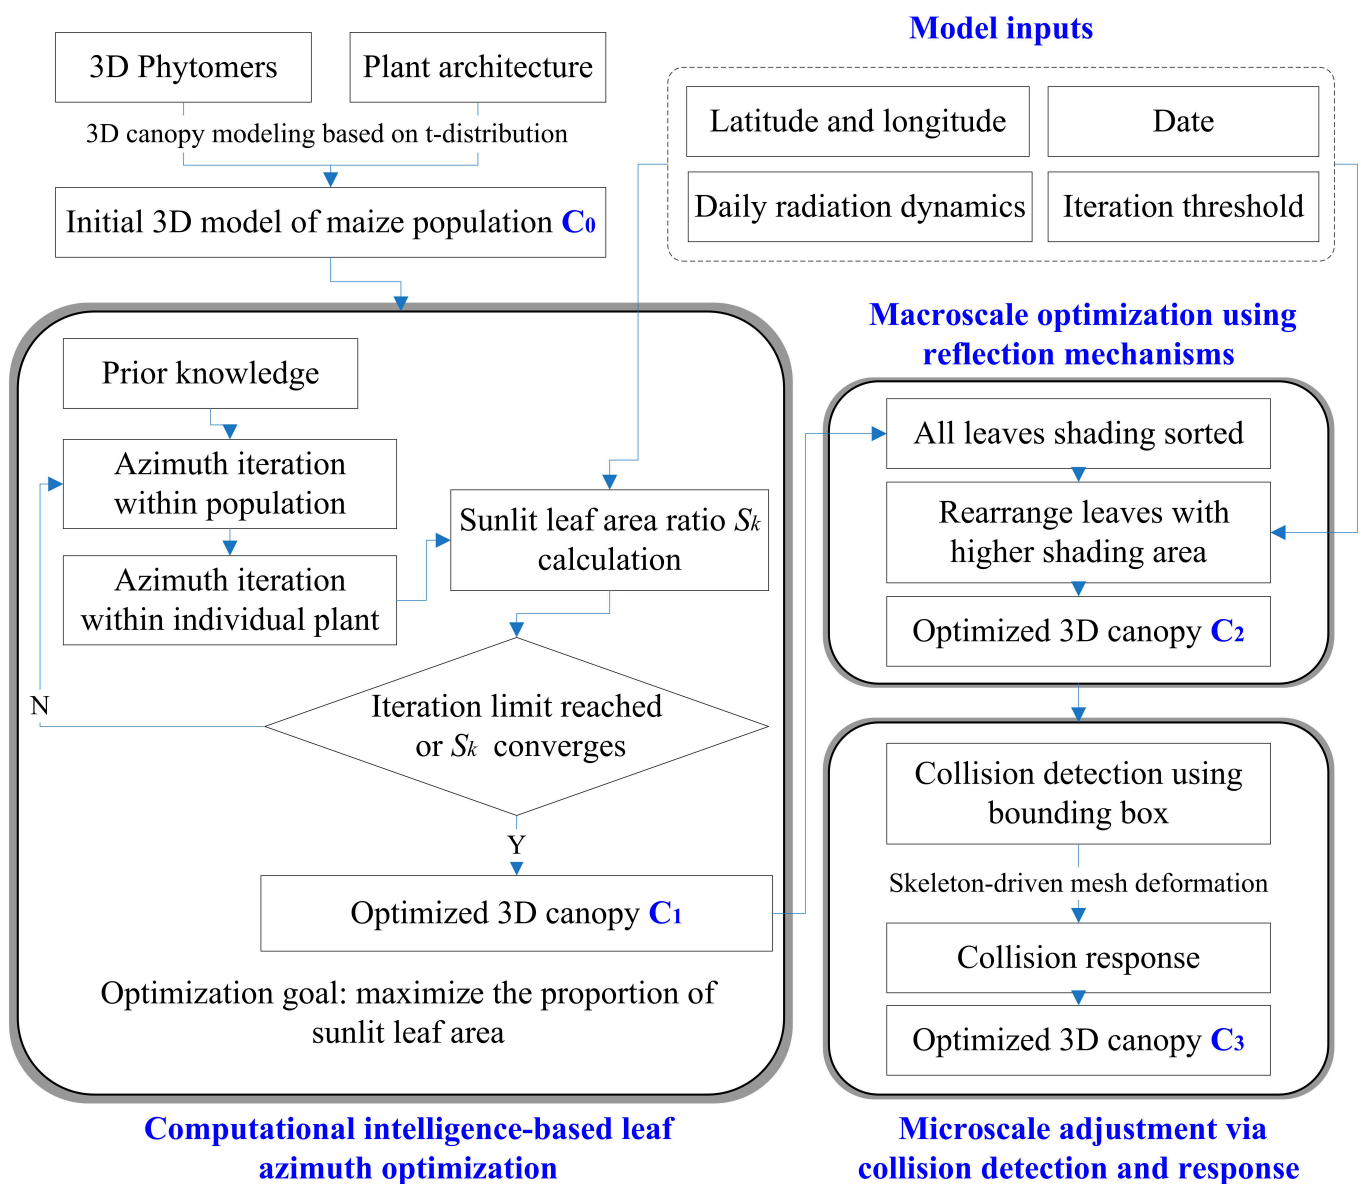 3D Phytomers
Plant architecture
3D canopy modeling based on t-distribution
Initial 3D model of maize population C0
Model inputs
Latitude and longitude
Date
Daily radiation dynamics
Iteration threshold
Prior knowledge
Azimuth iteration
within population
Azimuth iteration
within individual plant
Sunlit leaf area ratio Sk
calculation
Iteration limit reached
or Sk converges
N
Y
Optimized 3D canopy C1
Optimization goal: maximize the proportion of
sunlit leaf area
Computational intelligence-based leaf
azimuth optimization
Macroscale optimization using
reflection mechanisms
All leaves shading sorted
Rearrange leaves with
higher shading area
Optimized 3D canopy C2
Collision detection using
bounding box
Skeleton-driven mesh deformation
Collision response
Optimized 3D canopy C3
Microscale adjustment via
collision detection and response